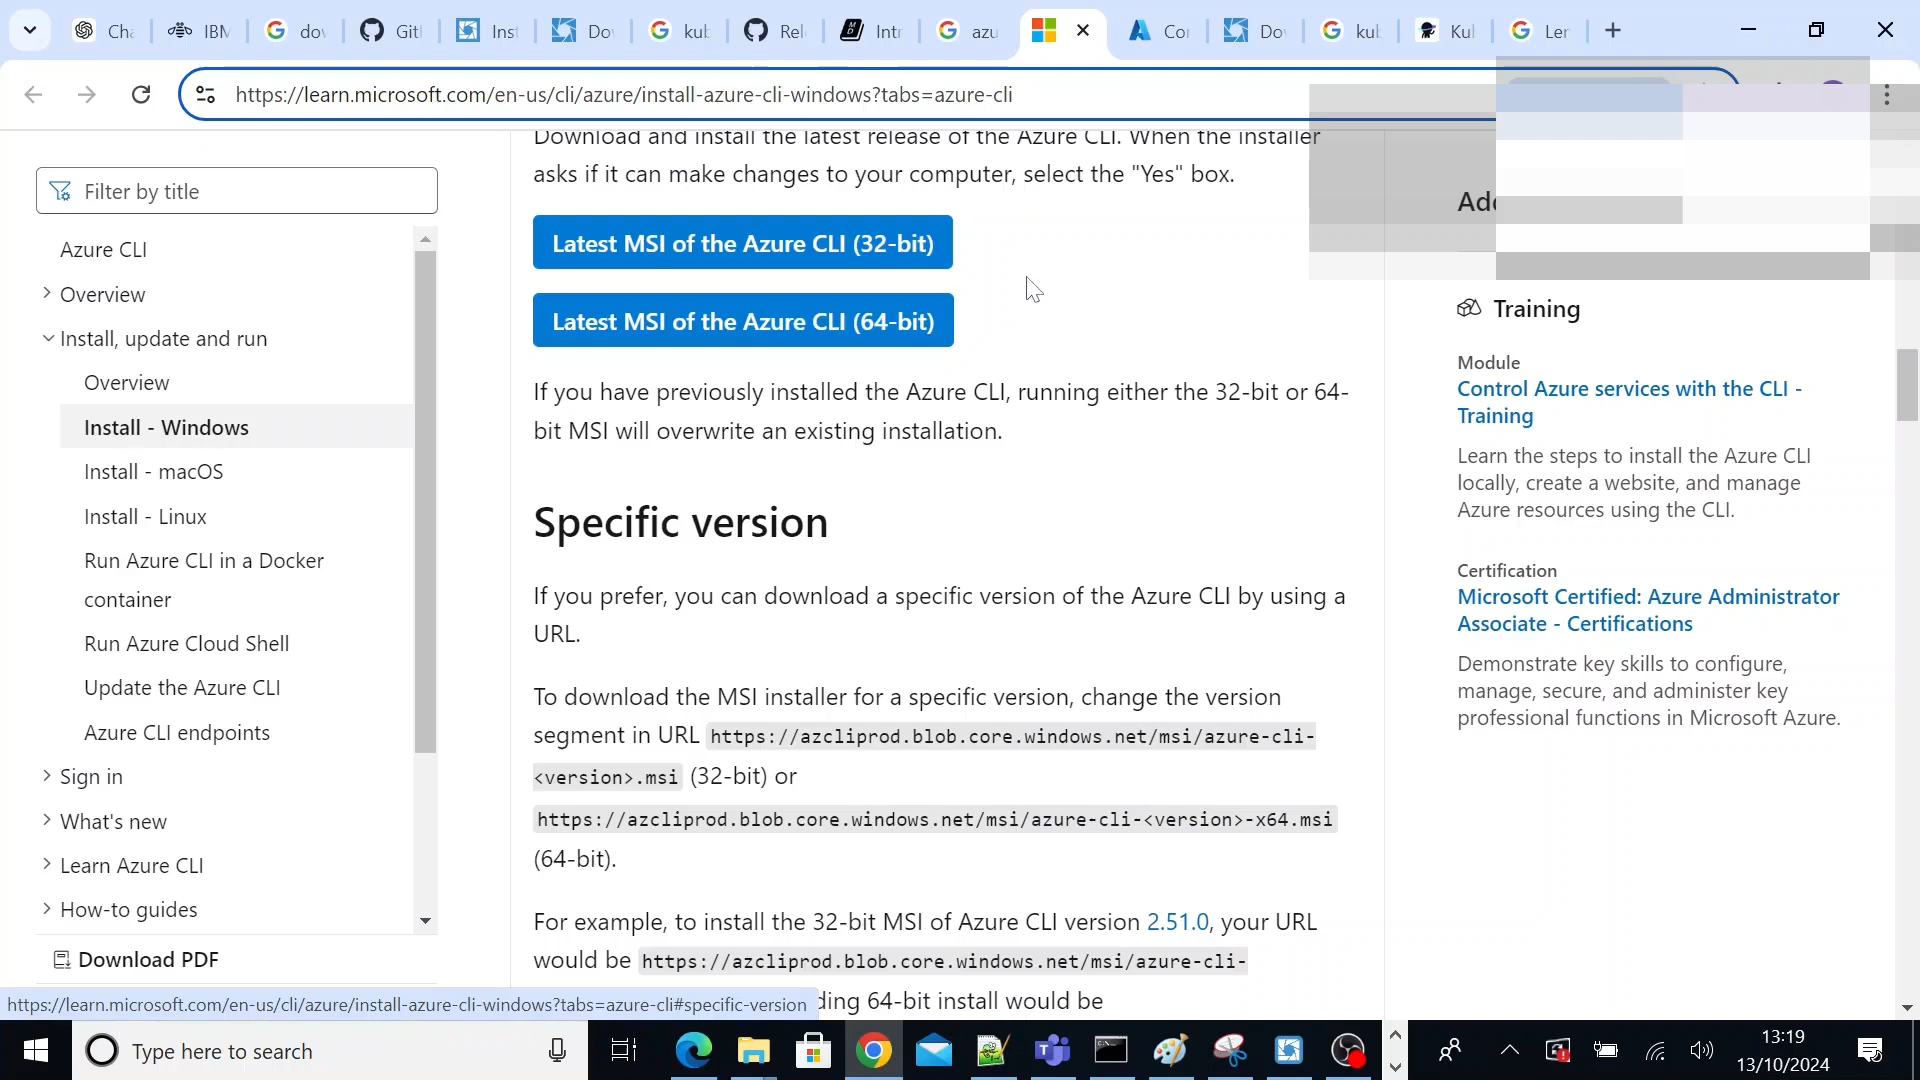 Cha
IBM
dov
Git
Inst
Do
kub
Rel
Intr
azu
Cor
Do
kub
Kul
Ler
https://learn.microsoft.com/en-us/cli/azure/install-azure-cli-windows?tabs=azure-cli
Filter by title
Azure CLI
Overview
Install, update and run
Overview
Install - Windows
Install - macOS
Install - Linux
Run Azure CLI in a Docker
container
Run Azure Cloud Shell
Update the Azure CLI
Azure CLI endpoints
Sign in
What's new
Learn Azure CLI
How-to guides
Download PDF
Download and install the latest release of the Azure CLI. When the installer
asks if it can make changes to your computer, select the "Yes" box.
Latest MSI of the Azure CLI (32-bit)
Latest MSI of the Azure CLI (64-bit)
If you have previously installed the Azure CLI, running either the 32-bit or 64-
bit MSI will overwrite an existing installation.
Specific version
If you prefer, you can download a specific version of the Azure CLI by using a
URL.
To download the MSI installer for a specific version, change the version
segment in URL https://azcliprod.blob.core.windows.net/msi/azure-cli-
<version>.msi (32-bit) or
https://azcliprod.blob.core.windows.net/msi/azure-cli-<version>-x64.msi
(64-bit).
For example, to install the 32-bit MSI of Azure CLI version 2.51.0, your URL
would be https://azcliprod.blob.core.windows.net/msi/azure-cli-
ding 64-bit install would be
Training
Module
Control Azure services with the CLI -
Training
Learn the steps to install the Azure CLI
locally, create a website, and manage
Azure resources using the CLI.
Certification
Microsoft Certified: Azure Administrator
Associate - Certifications
Demonstrate key skills to configure,
manage, secure, and administer key
professional functions in Microsoft Azure.
https://learn.microsoft.com/en-us/cli/azure/install-azure-cli-windows?tabs=azure-cli#specific-version
Type here to search
13:19
13/10/2024